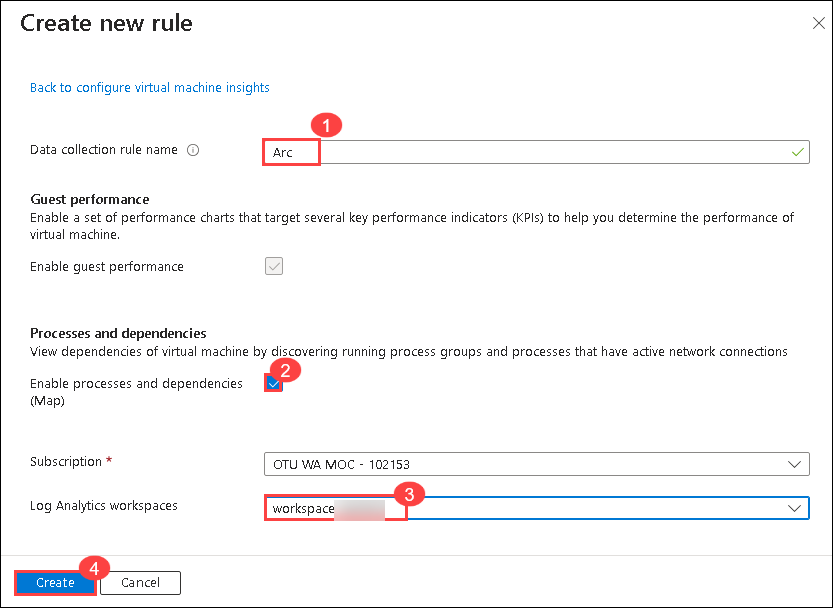 Create new rule
Back to configure virtual machine insights
1
Data collection rule name
Arc
Guest performance
Enable a set of performance charts that target several key performance indicators (KPIs) to help you determine the performance of
virtual machine.
Enable guest performance
Processes and dependencies
View dependencies of virtual machine by discovering running process groups and processes that have active network connections
2
Enable processes and dependencies
(Map)
Subscription *
OTU WA MOC - 102153
3
Log Analytics workspaces
workspace
4
Create
Cancel